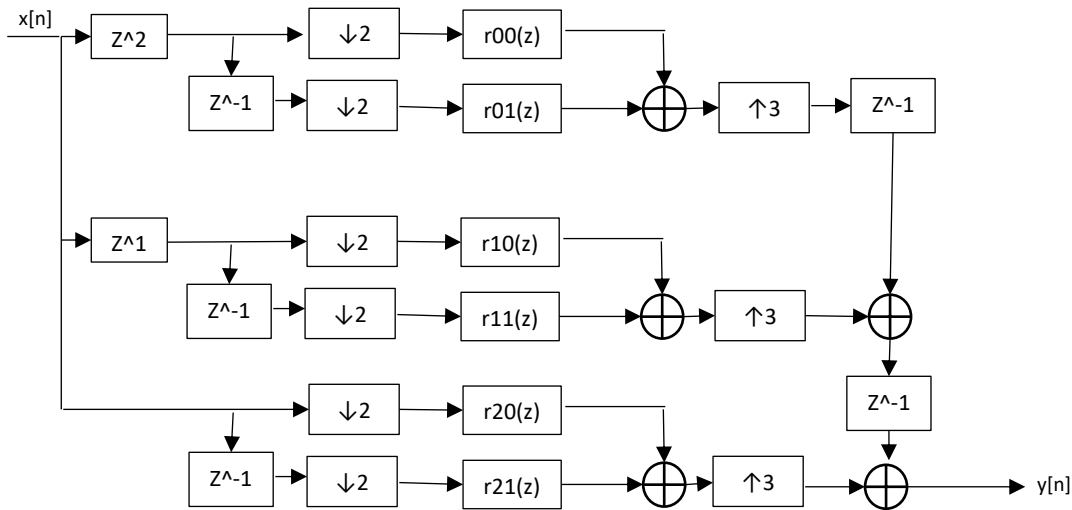 x[n]
Z^2
↓2
r00(z)
Z^-1
↓2
r01(z)
↑3
Z^-1
Z^1
↓2
r10(z)
Z^-1
↓2
r11(z)
↑3
Z^-1
↓2
r20(z)
Z^-1
↓2
r21(z)
↑3
y[n]